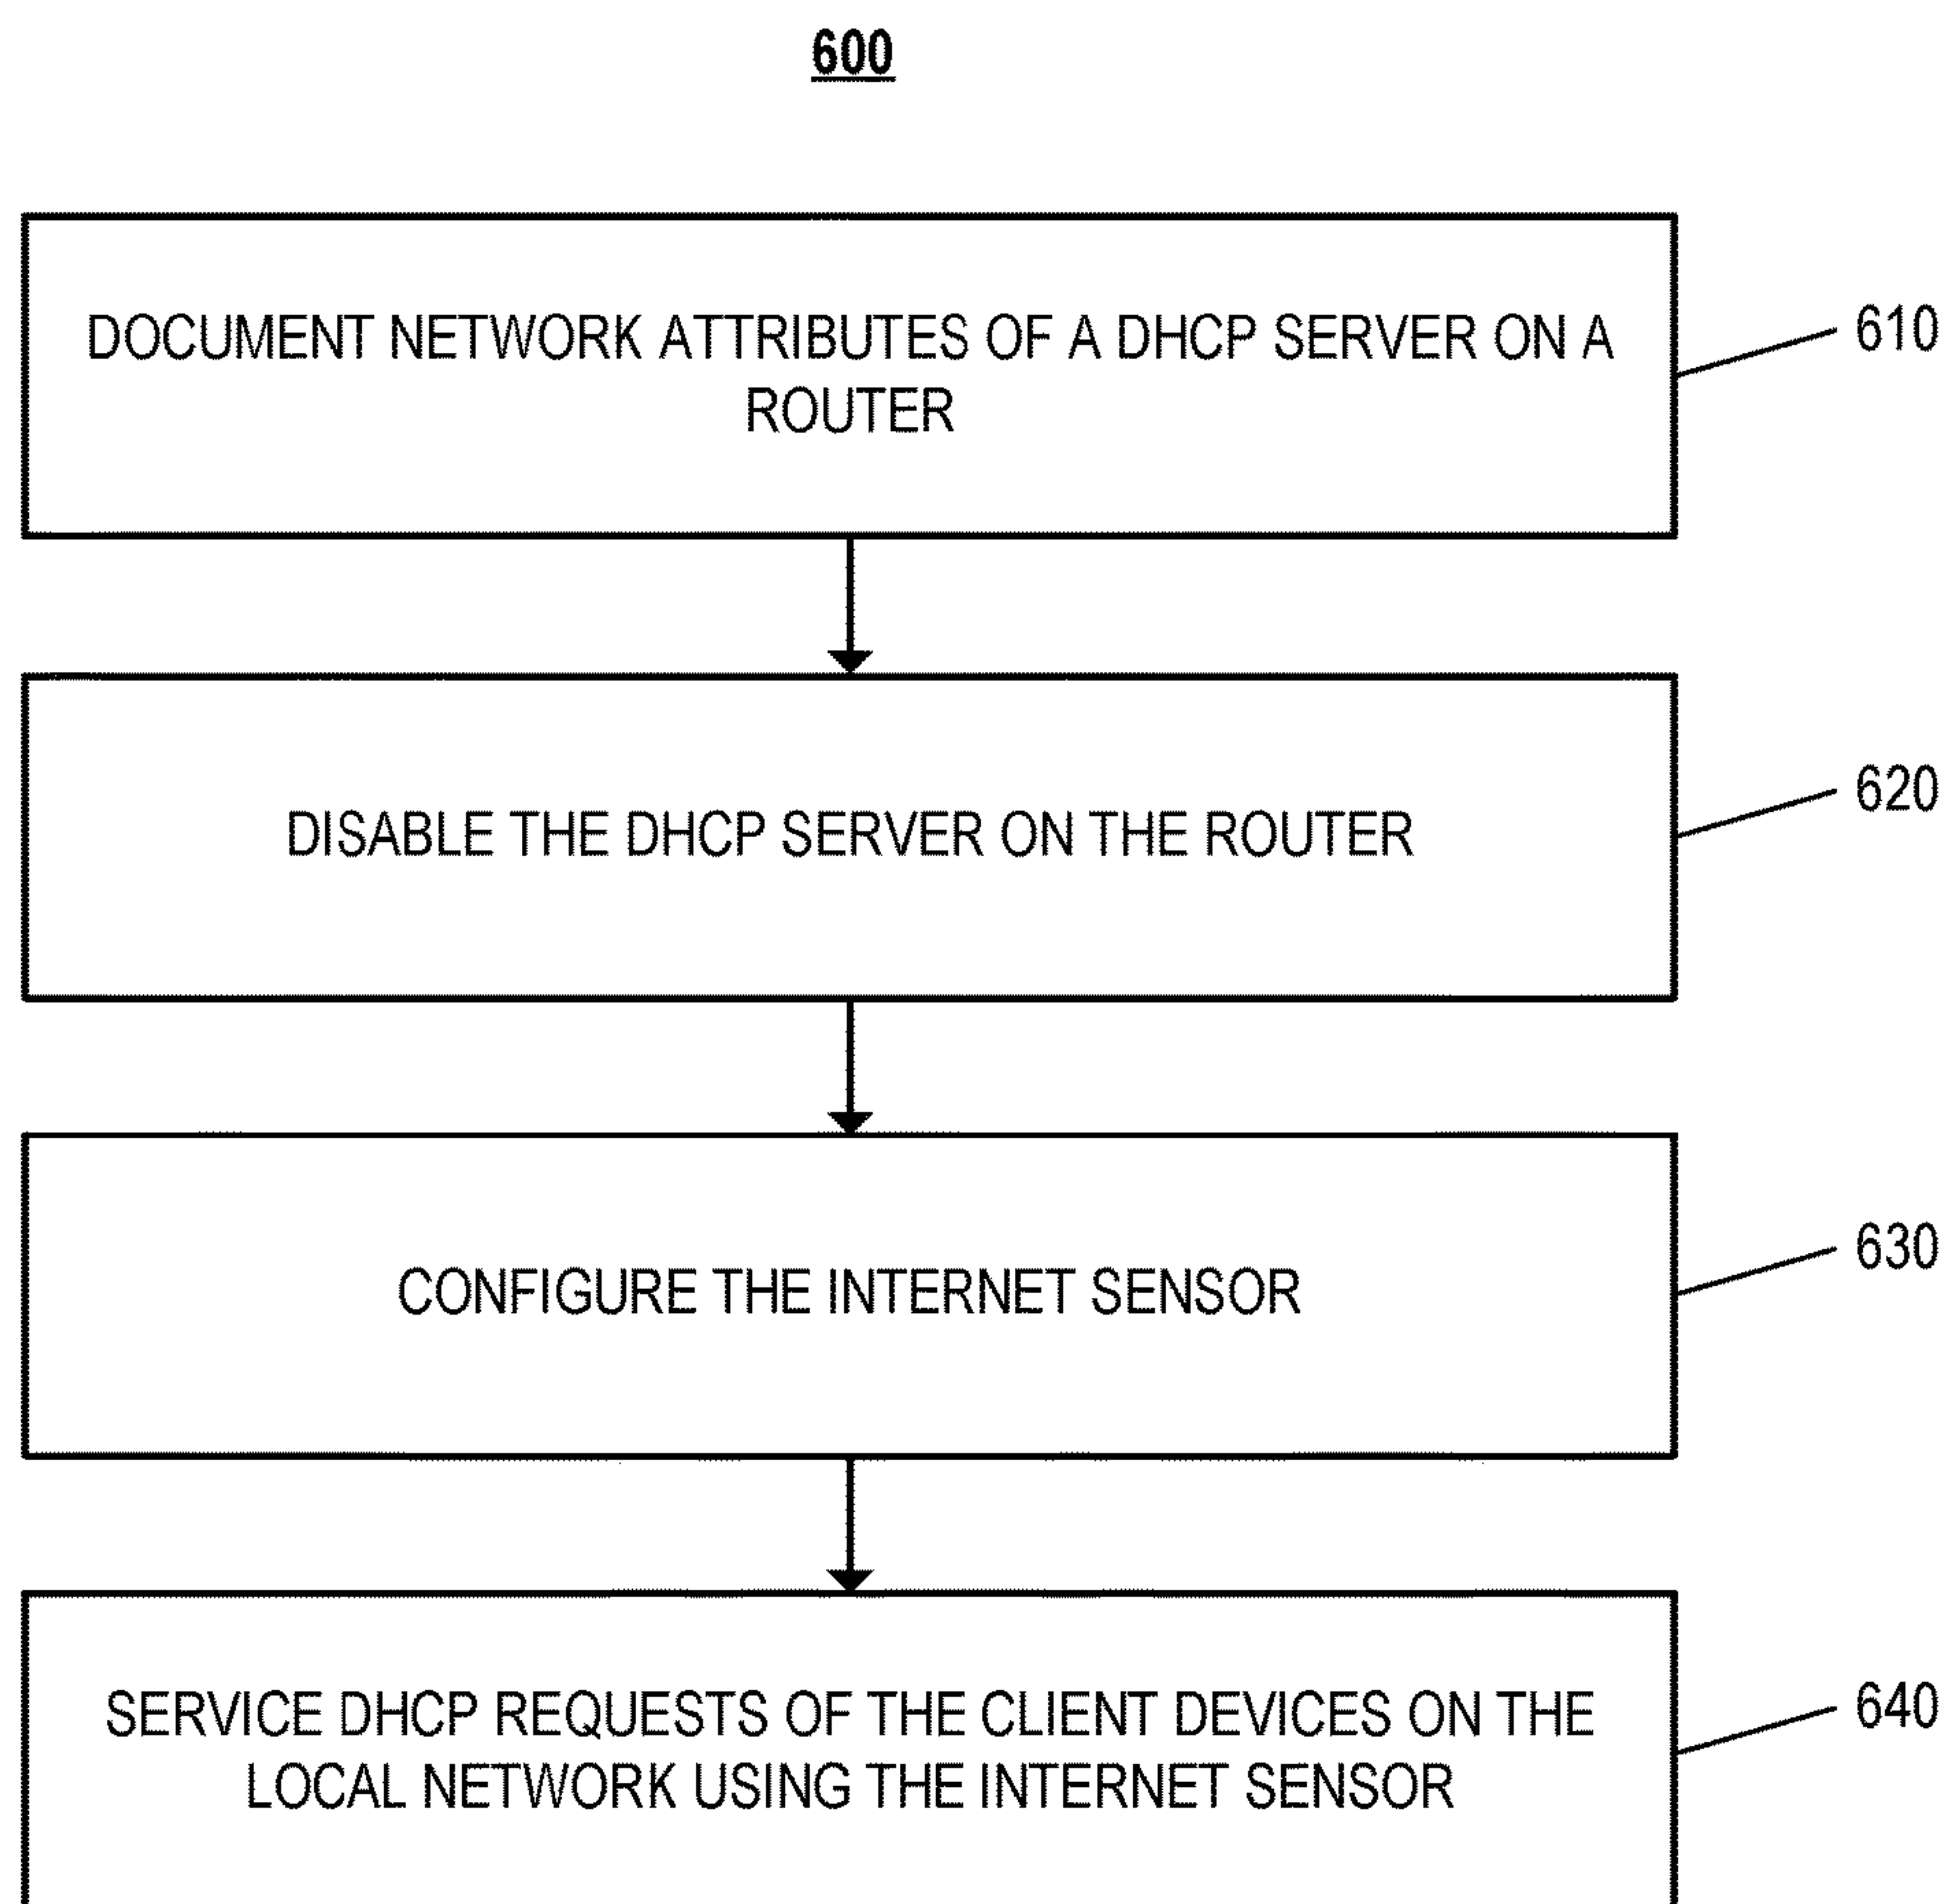 600
DOCUMENT NETWORK ATTRIBUTES OF A DHCP SERVER ON A
ROUTER
610
DISABLE THE DHCP SERVER ON THE ROUTER
620
CONFIGURE THE INTERNET SENSOR
630
SERVICE DHCP REQUESTS OF THE CLIENT DEVICES ON THE
LOCAL NETWORK USING THE INTERNET SENSOR
640